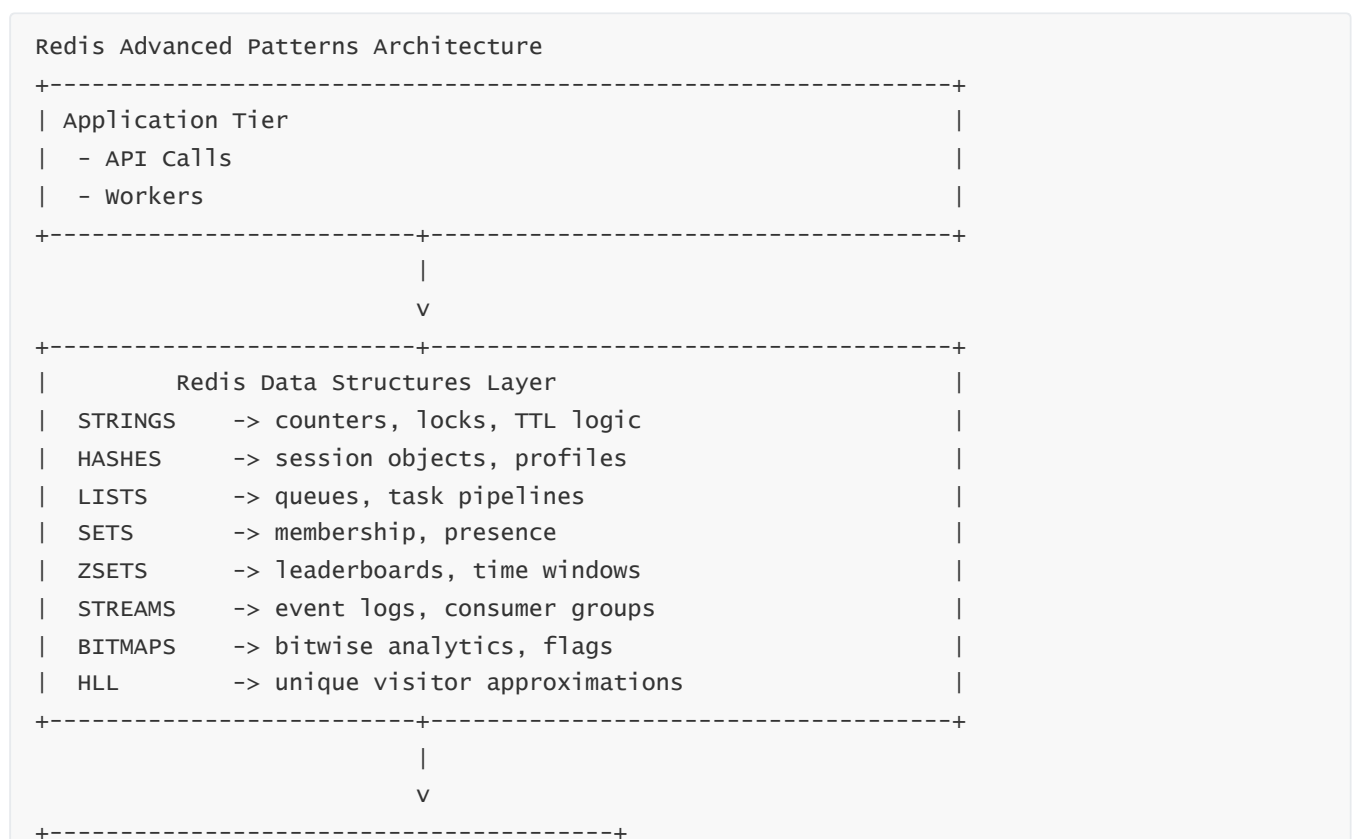 Redis Advanced Patterns Architecture
+----------------------------------------------------------------+
| Application Tier                                               |
|  - API Calls                                                   |
|  - Workers                                                     |
+--------------------------+-------------------------------------+
                           |
                           v
+--------------------------+-------------------------------------+
|         Redis Data Structures Layer                            |
|  STRINGS    -> counters, locks, TTL logic                      |
|  HASHES     -> session objects, profiles                       |
|  LISTS      -> queues, task pipelines                          |
|  SETS       -> membership, presence                            |
|  ZSETS      -> leaderboards, time windows                      |
|  STREAMS    -> event logs, consumer groups                     |
|  BITMAPS    -> bitwise analytics, flags                        |
|  HLL        -> unique visitor approximations                   |
+--------------------------+-------------------------------------+
                           |
                           v
+----------------------------------------+